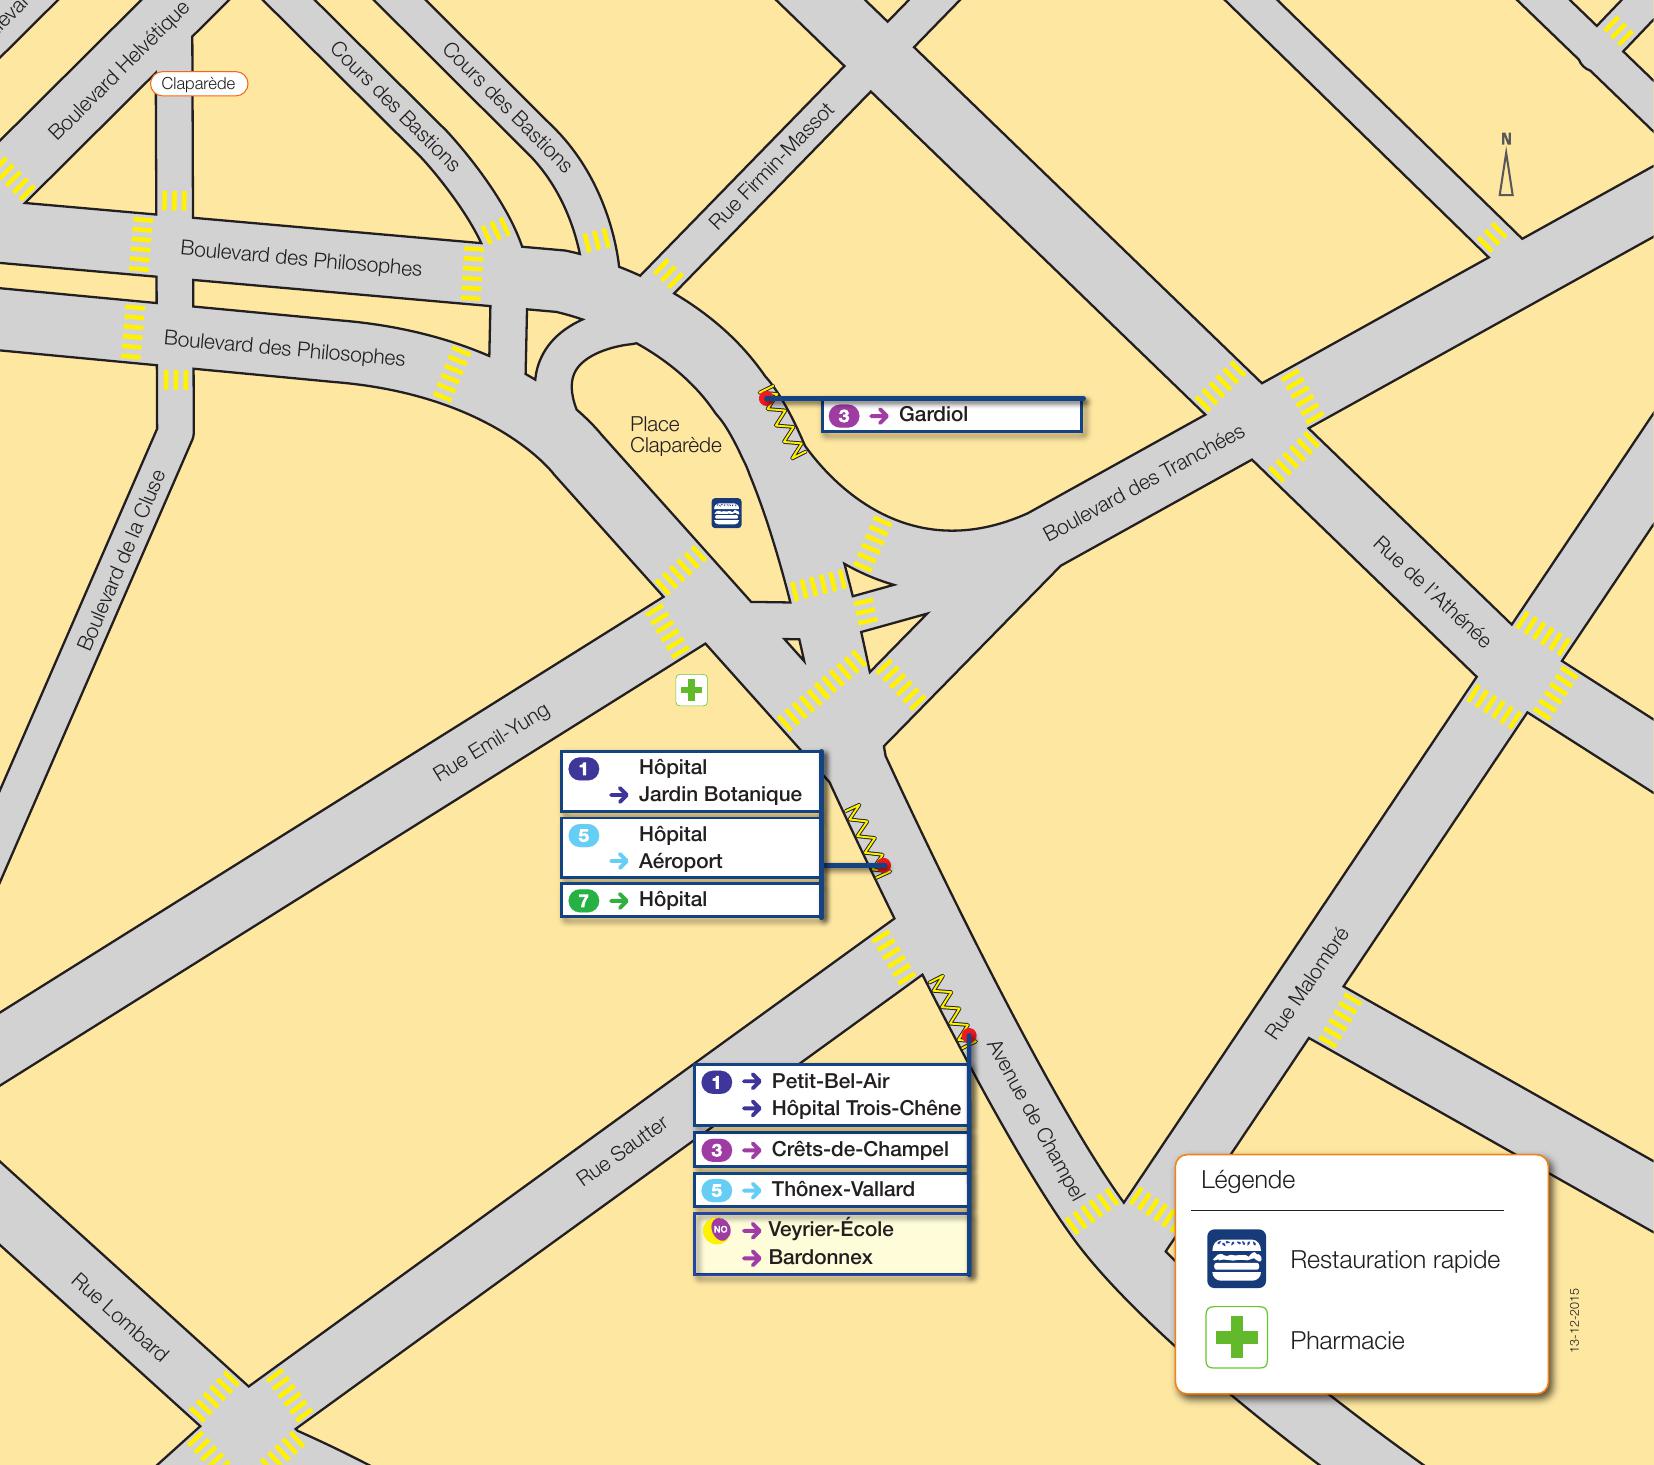 Boulevard Helvétique
Claparède
Cours des Bastions
Cours des Bastions
Rue Firmin-Massot
N
Boulevard des Philosophes
Boulevard des Philosophes
Place
Claparède
3 → Gardiol
Boulevard des Tranchées
Boulevard de la Cluse
Rue de l'Athénée
Rue Emil-Yung
1 Hôpital
→ Jardin Botanique
5 Hôpital
→ Aéroport
7 → Hôpital
Rue Malombré
Avenue de Champel
1 → Petit-Bel-Air
→ Hôpital Trois-Chêne
3 → Crêts-de-Champel
5 → Thônex-Vallard
NO → Veyrier-École
→ Bardonnex
Rue Sautter
Rue Lombard
Légende
Restauration rapide
Pharmacie
13-12-2015